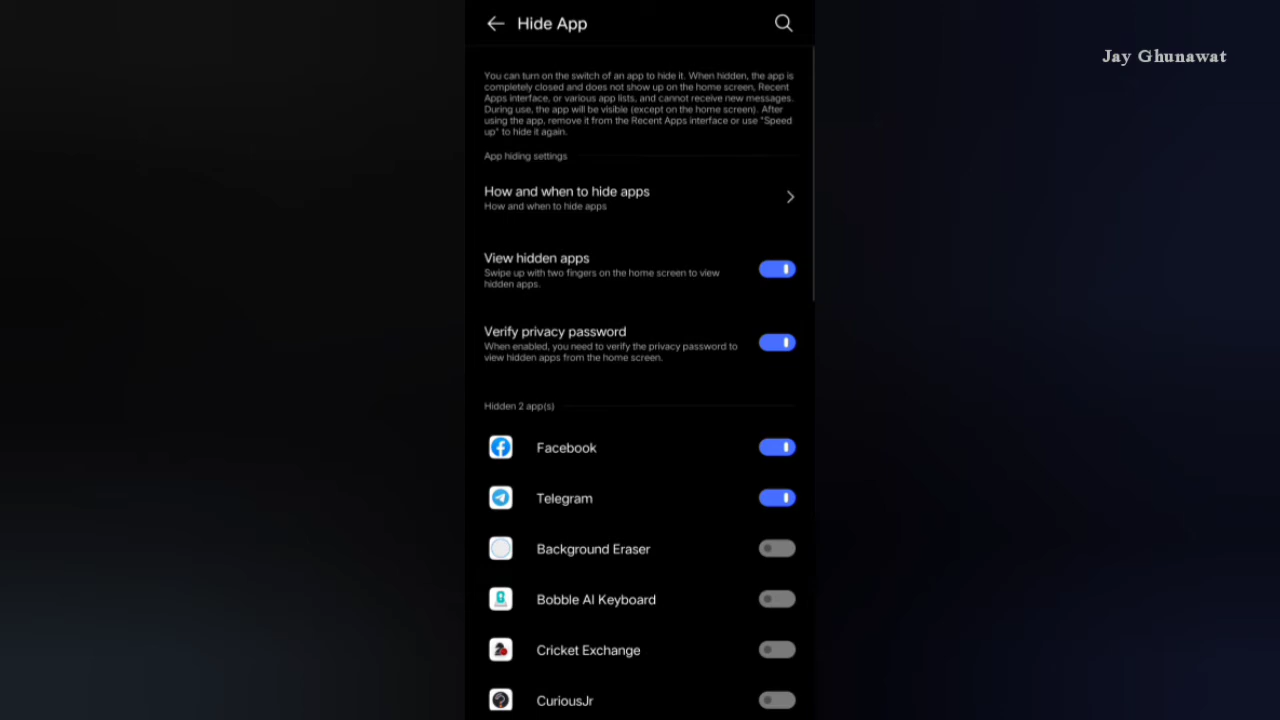 Hide App
Jay Ghunawat
You can turn on the switch of an app to hide it. When hidden, the app is
completely closed and does not show up on the home screen, Recent
Apps interface, or various app lists, and cannot receive new messages.
During use, the app will be visible (except on the home screen). After
using the app, remove it from the Recent Apps interface or use "Speed
up" to hide it again.
App hiding settings
How and when to hide apps
How and when to hide apps
View hidden apps
Swipe up with two fingers on the home screen to view
hidden apps.
Verify privacy password
When enabled, you need to verify the privacy password to
view hidden apps from the home screen.
Hidden 2 app(s)
Facebook
Telegram
Background Eraser
Bobble AI Keyboard
Cricket Exchange
CuriousJr